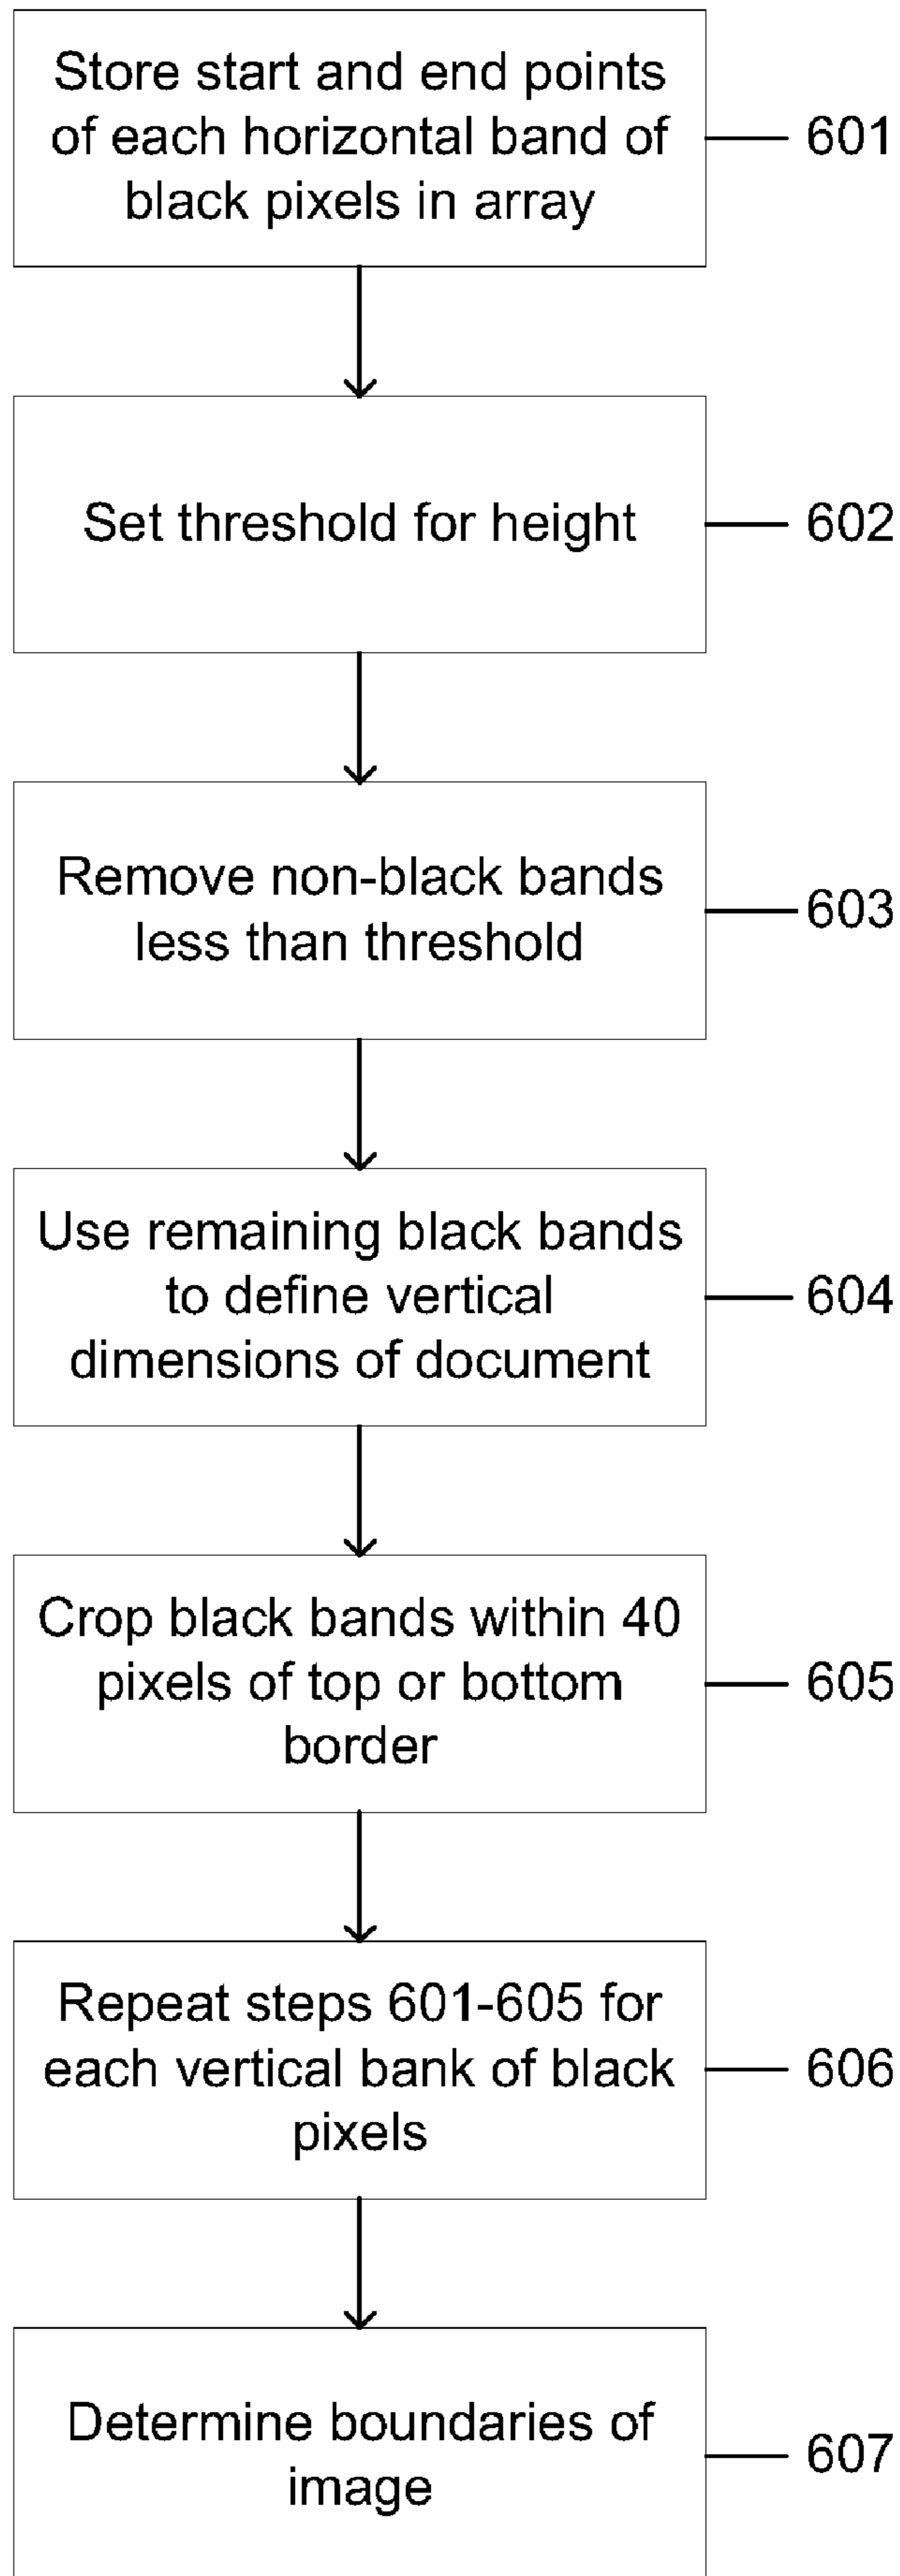 Store start and end points
of each horizontal band of
black pixels in array
601
Set threshold for height
602
Remove non-black bands
less than threshold
603
Use remaining black bands
to define vertical
dimensions of document
604
Crop black bands within 40
pixels of top or bottom
border
605
Repeat steps 601-605 for
each vertical bank of black
pixels
606
Determine boundaries of
image
607